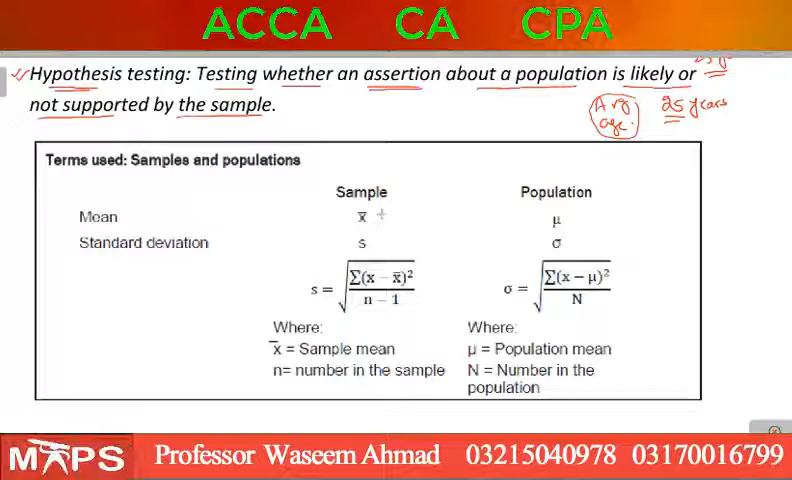 ACCA CA CPA
Hypothesis testing: Testing whether an assertion about a population is likely or
not supported by the sample.
Avg age. 25 years
Terms used: Samples and populations
Sample Population
Mean x̄ μ
Standard deviation s σ
s = √(Σ(x − x̄)² / (n − 1)) σ = √(Σ(x − μ)² / N)
Where: Where:
x̄ = Sample mean μ = Population mean
n= number in the sample N = Number in the
population
MAPS Professor Waseem Ahmad 03215040978 03170016799